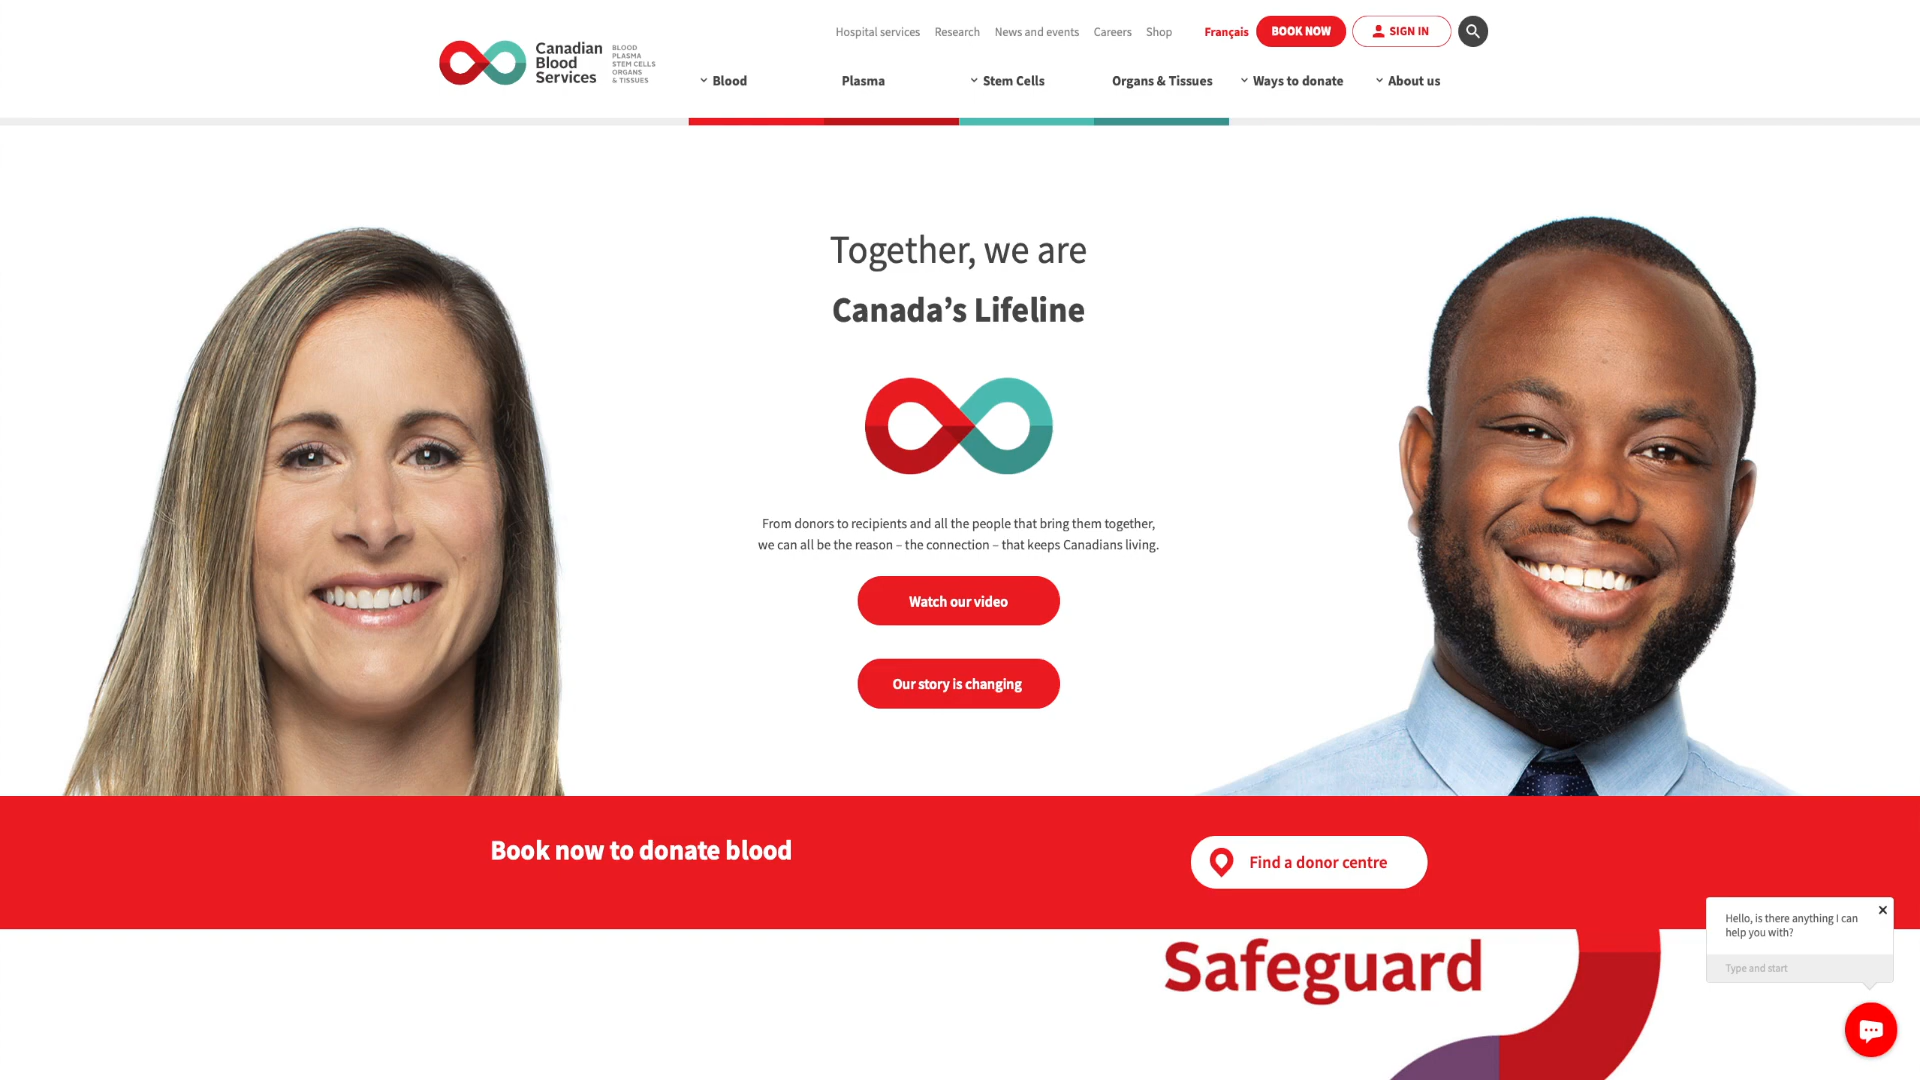 Hospital services Research News and events Careers Shop Français BOOK NOW SIGN IN
Canadian
Blood
Services
BLOOD
PLASMA
STEM CELLS
ORGANS
& TISSUES
Blood Plasma Stem Cells Organs & Tissues Ways to donate About us
Together, we are
Canada’s Lifeline
From donors to recipients and all the people that bring them together,
we can all be the reason – the connection – that keeps Canadians living.
Watch our video
Our story is changing
Book now to donate blood
Find a donor centre
Hello, is there anything I can
help you with?
Type and start
Safeguard